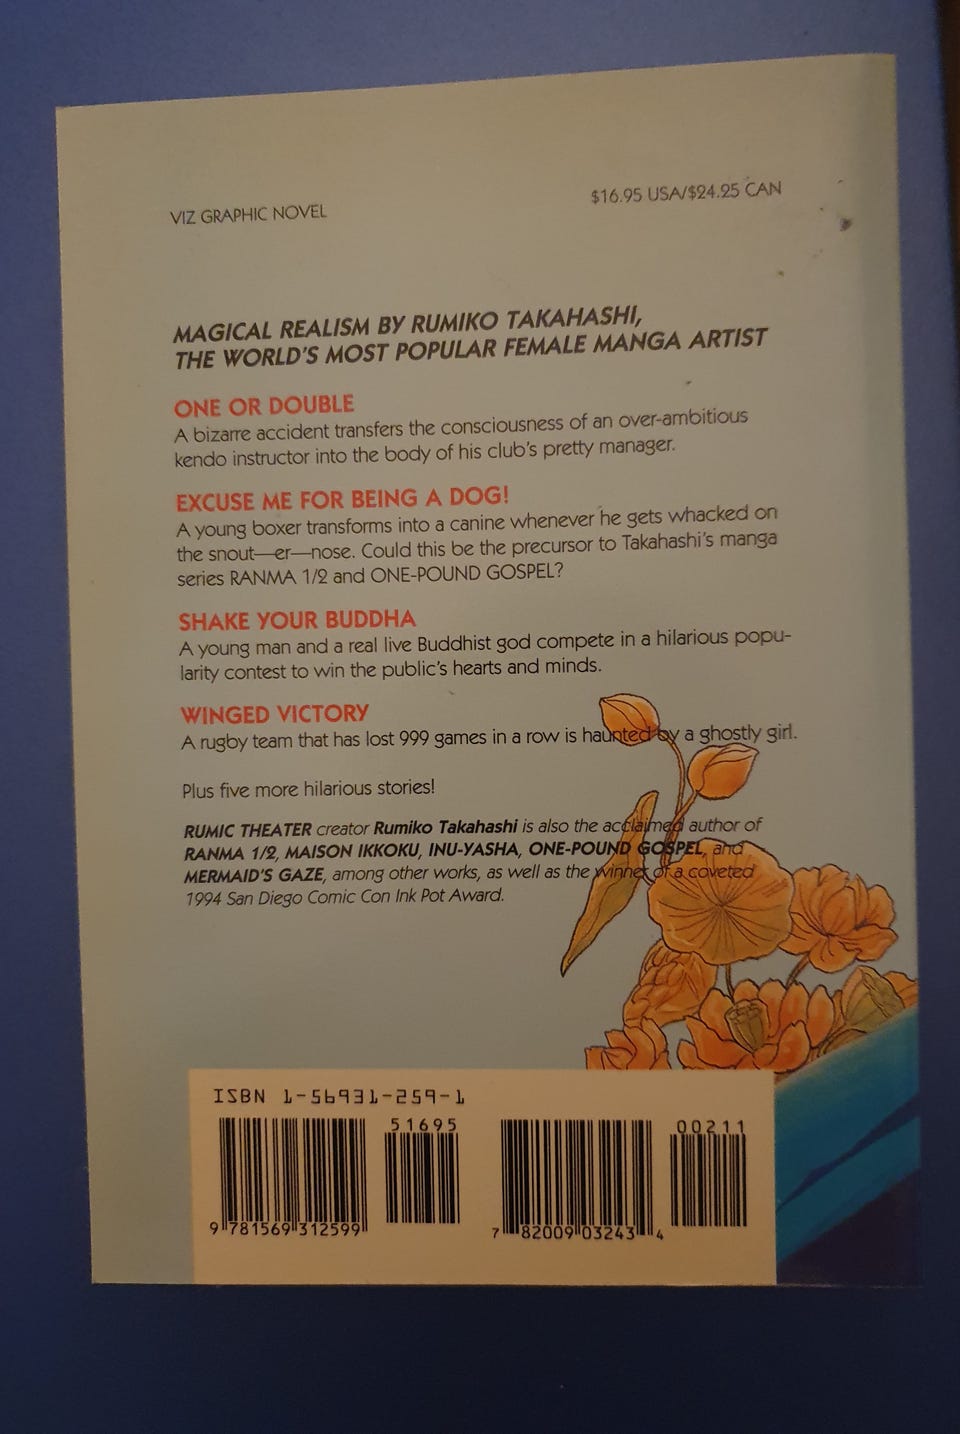 VIZ GRAPHIC NOVEL
$16.95 USA/$24.25 CAN
MAGICAL REALISM BY RUMIKO TAKAHASHI,
THE WORLD'S MOST POPULAR FEMALE MANGA ARTIST
ONE OR DOUBLE
A bizarre accident transfers the consciousness of an over-ambitious
kendo instructor into the body of his club's pretty manager.
EXCUSE ME FOR BEING A DOG!
A young boxer transforms into a canine whenever he gets whacked on
the snout—er—nose. Could this be the precursor to Takahashi's manga
series RANMA 1/2 and ONE-POUND GOSPEL?
SHAKE YOUR BUDDHA
A young man and a real live Buddhist god compete in a hilarious popu-
larity contest to win the public's hearts and minds.
WINGED VICTORY
A rugby team that has lost 999 games in a row is haunted by a ghostly girl.
Plus five more hilarious stories!
RUMIC THEATER creator Rumiko Takahashi is also the acclaimed author of
RANMA 1/2, MAISON IKKOKU, INU-YASHA, ONE-POUND GOSPEL, and
MERMAID'S GAZE, among other works, as well as the winner of a coveted
1994 San Diego Comic Con Ink Pot Award.
ISBN 1-56931-259-1
51695
00211
9 781569 312599
7 82009 03243 4